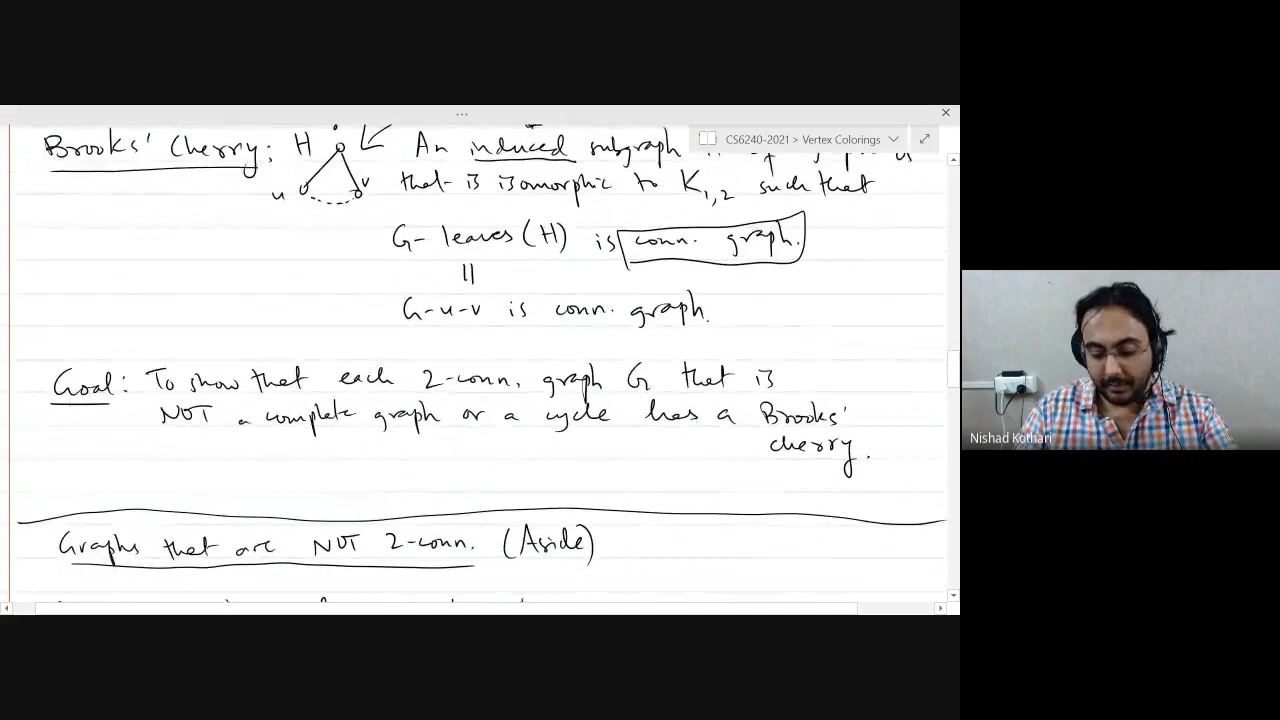 CS6240-2021 > Vertex Colorings
Brooks' Cherry: H An induced subgraph
u v that is isomorphic to K1,2 such that
G- leaves (H) is conn. graph.
||
G-u-v is conn. graph.
Goal: To show that each 2-conn. graph G that is
NOT a complete graph or a cycle has a Brooks'
cherry.
Nishad Kothari
Graphs that are NOT 2-conn. (Aside)